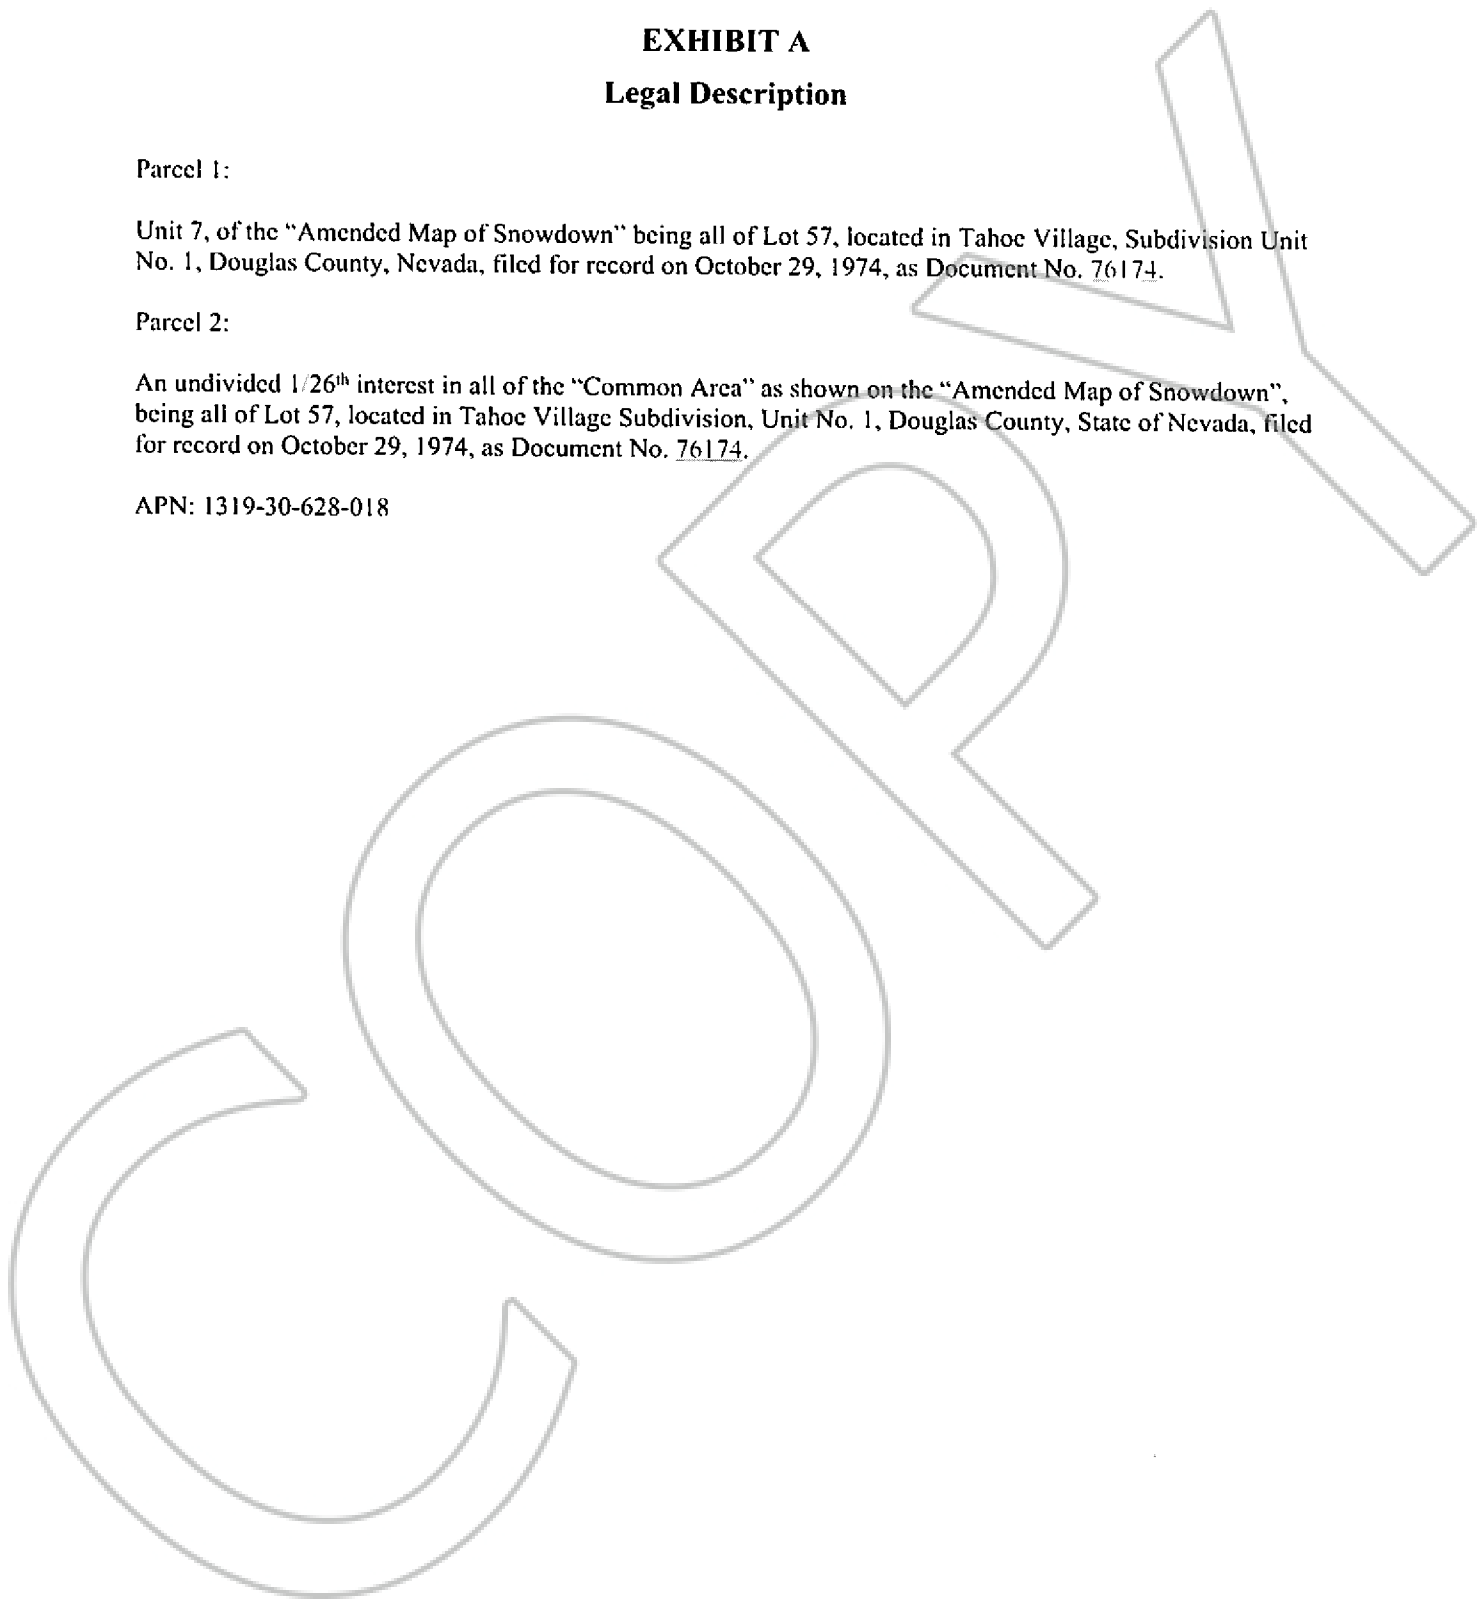 EXHIBIT A
Legal Description
Parcel 1:
Unit 7, of the “Amended Map of Snowdown” being all of Lot 57, located in Tahoe Village, Subdivision Unit
No. 1, Douglas County, Nevada, filed for record on October 29, 1974, as Document No. 76174.
Parcel 2:
An undivided 1/26th interest in all of the “Common Area” as shown on the “Amended Map of Snowdown”,
being all of Lot 57, located in Tahoe Village Subdivision, Unit No. 1, Douglas County, State of Nevada, filed
for record on October 29, 1974, as Document No. 76174.
APN: 1319-30-628-018
COPY